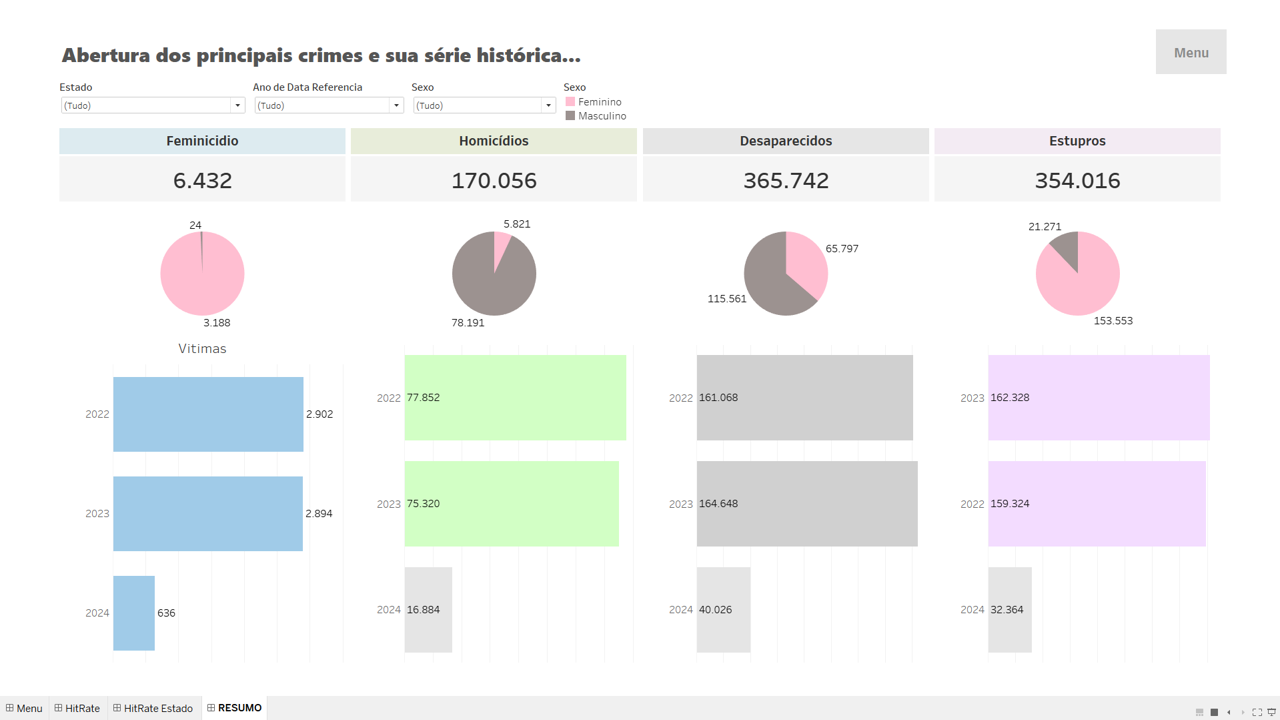 Abertura dos principais crimes e sua série histórica...
Menu
Estado
Ano de Data Referencia
Sexo
Sexo
(Tudo)
(Tudo)
(Tudo)
Feminino
Masculino
Feminicidio
Homicídios
Desaparecidos
Estupros
6.432
170.056
365.742
354.016
24
3.188
5.821
78.191
65.797
115.561
21.271
153.553
Vitimas
2022
2.902
2023
2.894
2024
636
2022
77.852
2023
75.320
2024
16.884
2022
161.068
2023
164.648
2024
40.026
2023
162.328
2022
159.324
2024
32.364
Menu
HitRate
HitRate Estado
RESUMO